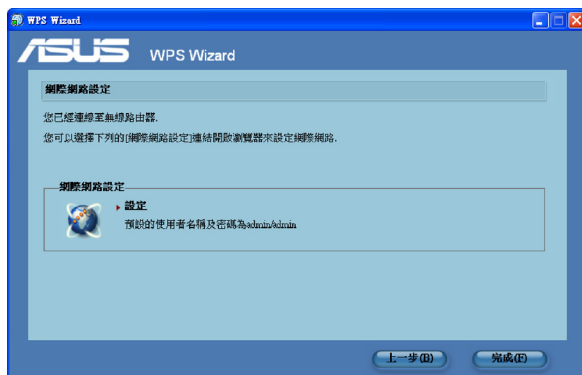 WPS Wizard
ASUS WPS Wizard
網際網路設定
您已經連線至無線路由器.
您可以選擇下列的[網際網路設定]連結開啟瀏覽器來設定網際網路.
網際網路設定
設定
預設的使用者名稱及密碼為admin/admin
上一步(B) 完成(F)